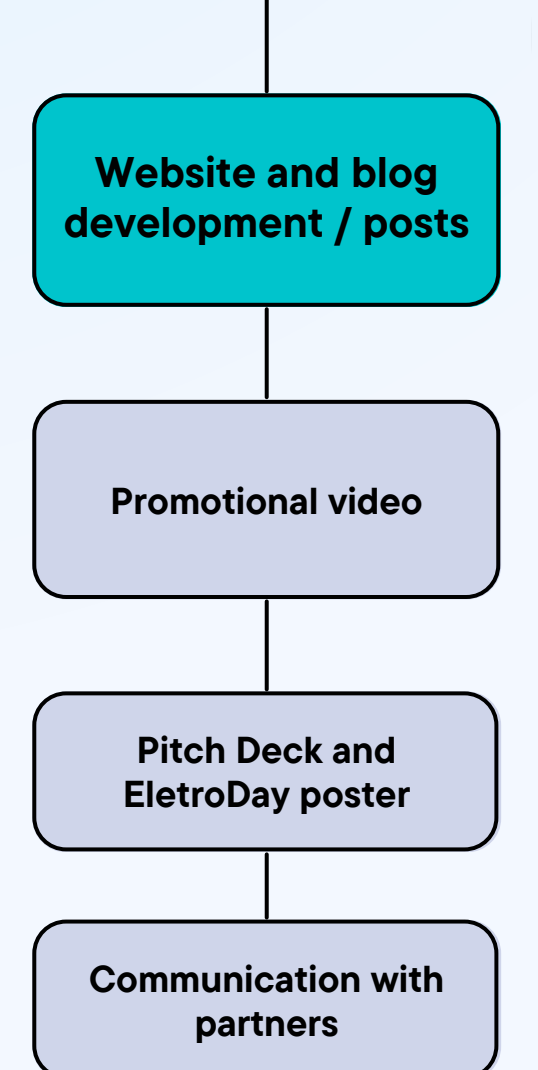 Website and blog
development / posts
Promotional video
Pitch Deck and
EletroDay poster
Communication with
partners